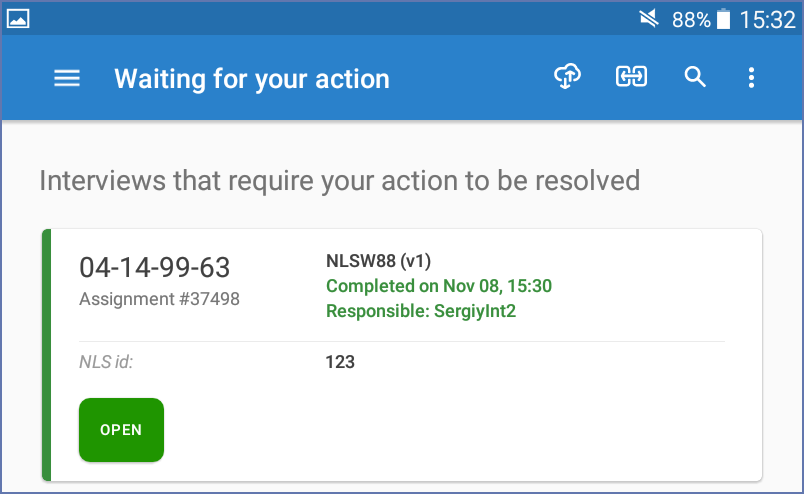 88% 15:32
Waiting for your action
Interviews that require your action to be resolved
04-14-99-63
Assignment #37498
NLSW88 (v1)
Completed on Nov 08, 15:30
Responsible: SergiyInt2
NLS id: 123
OPEN